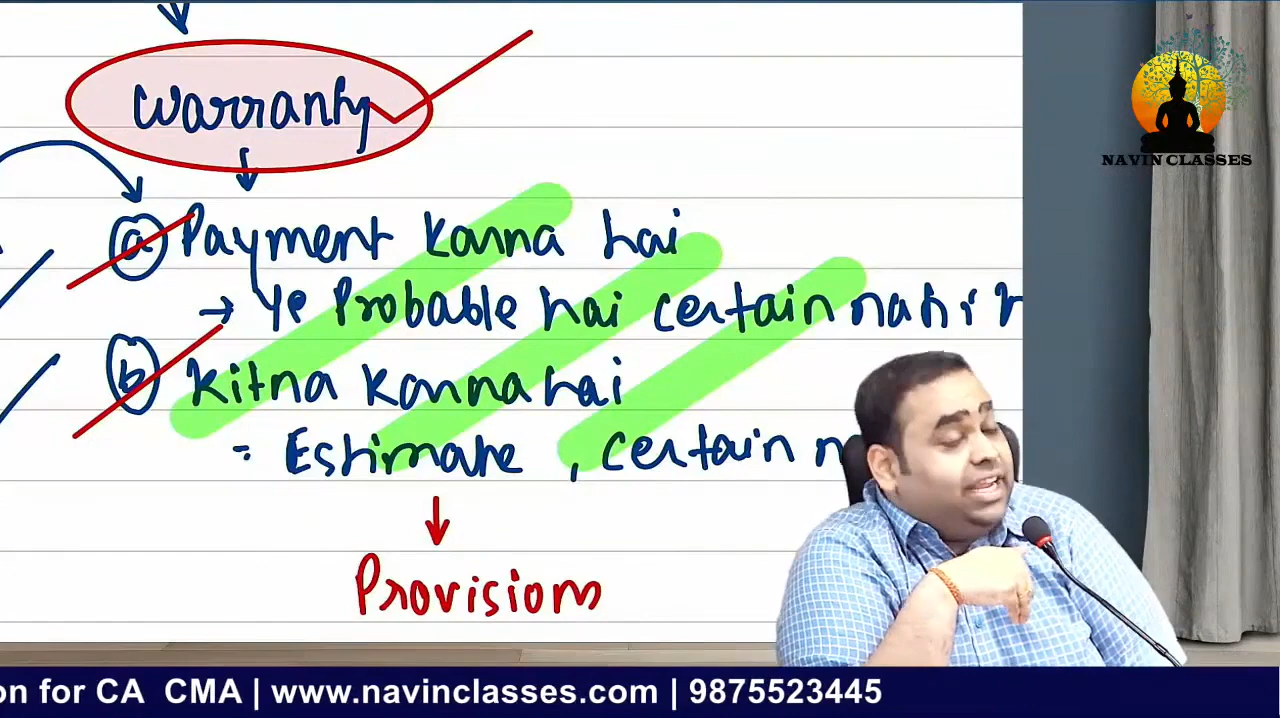 warranty
NAVIN CLASSES
a Payment karna hai
→ Ye Probable hai certain nahi
b Kitna karna hai
= Estimate , certain
Provision
on for CA CMA | www.navinclasses.com | 9875523445